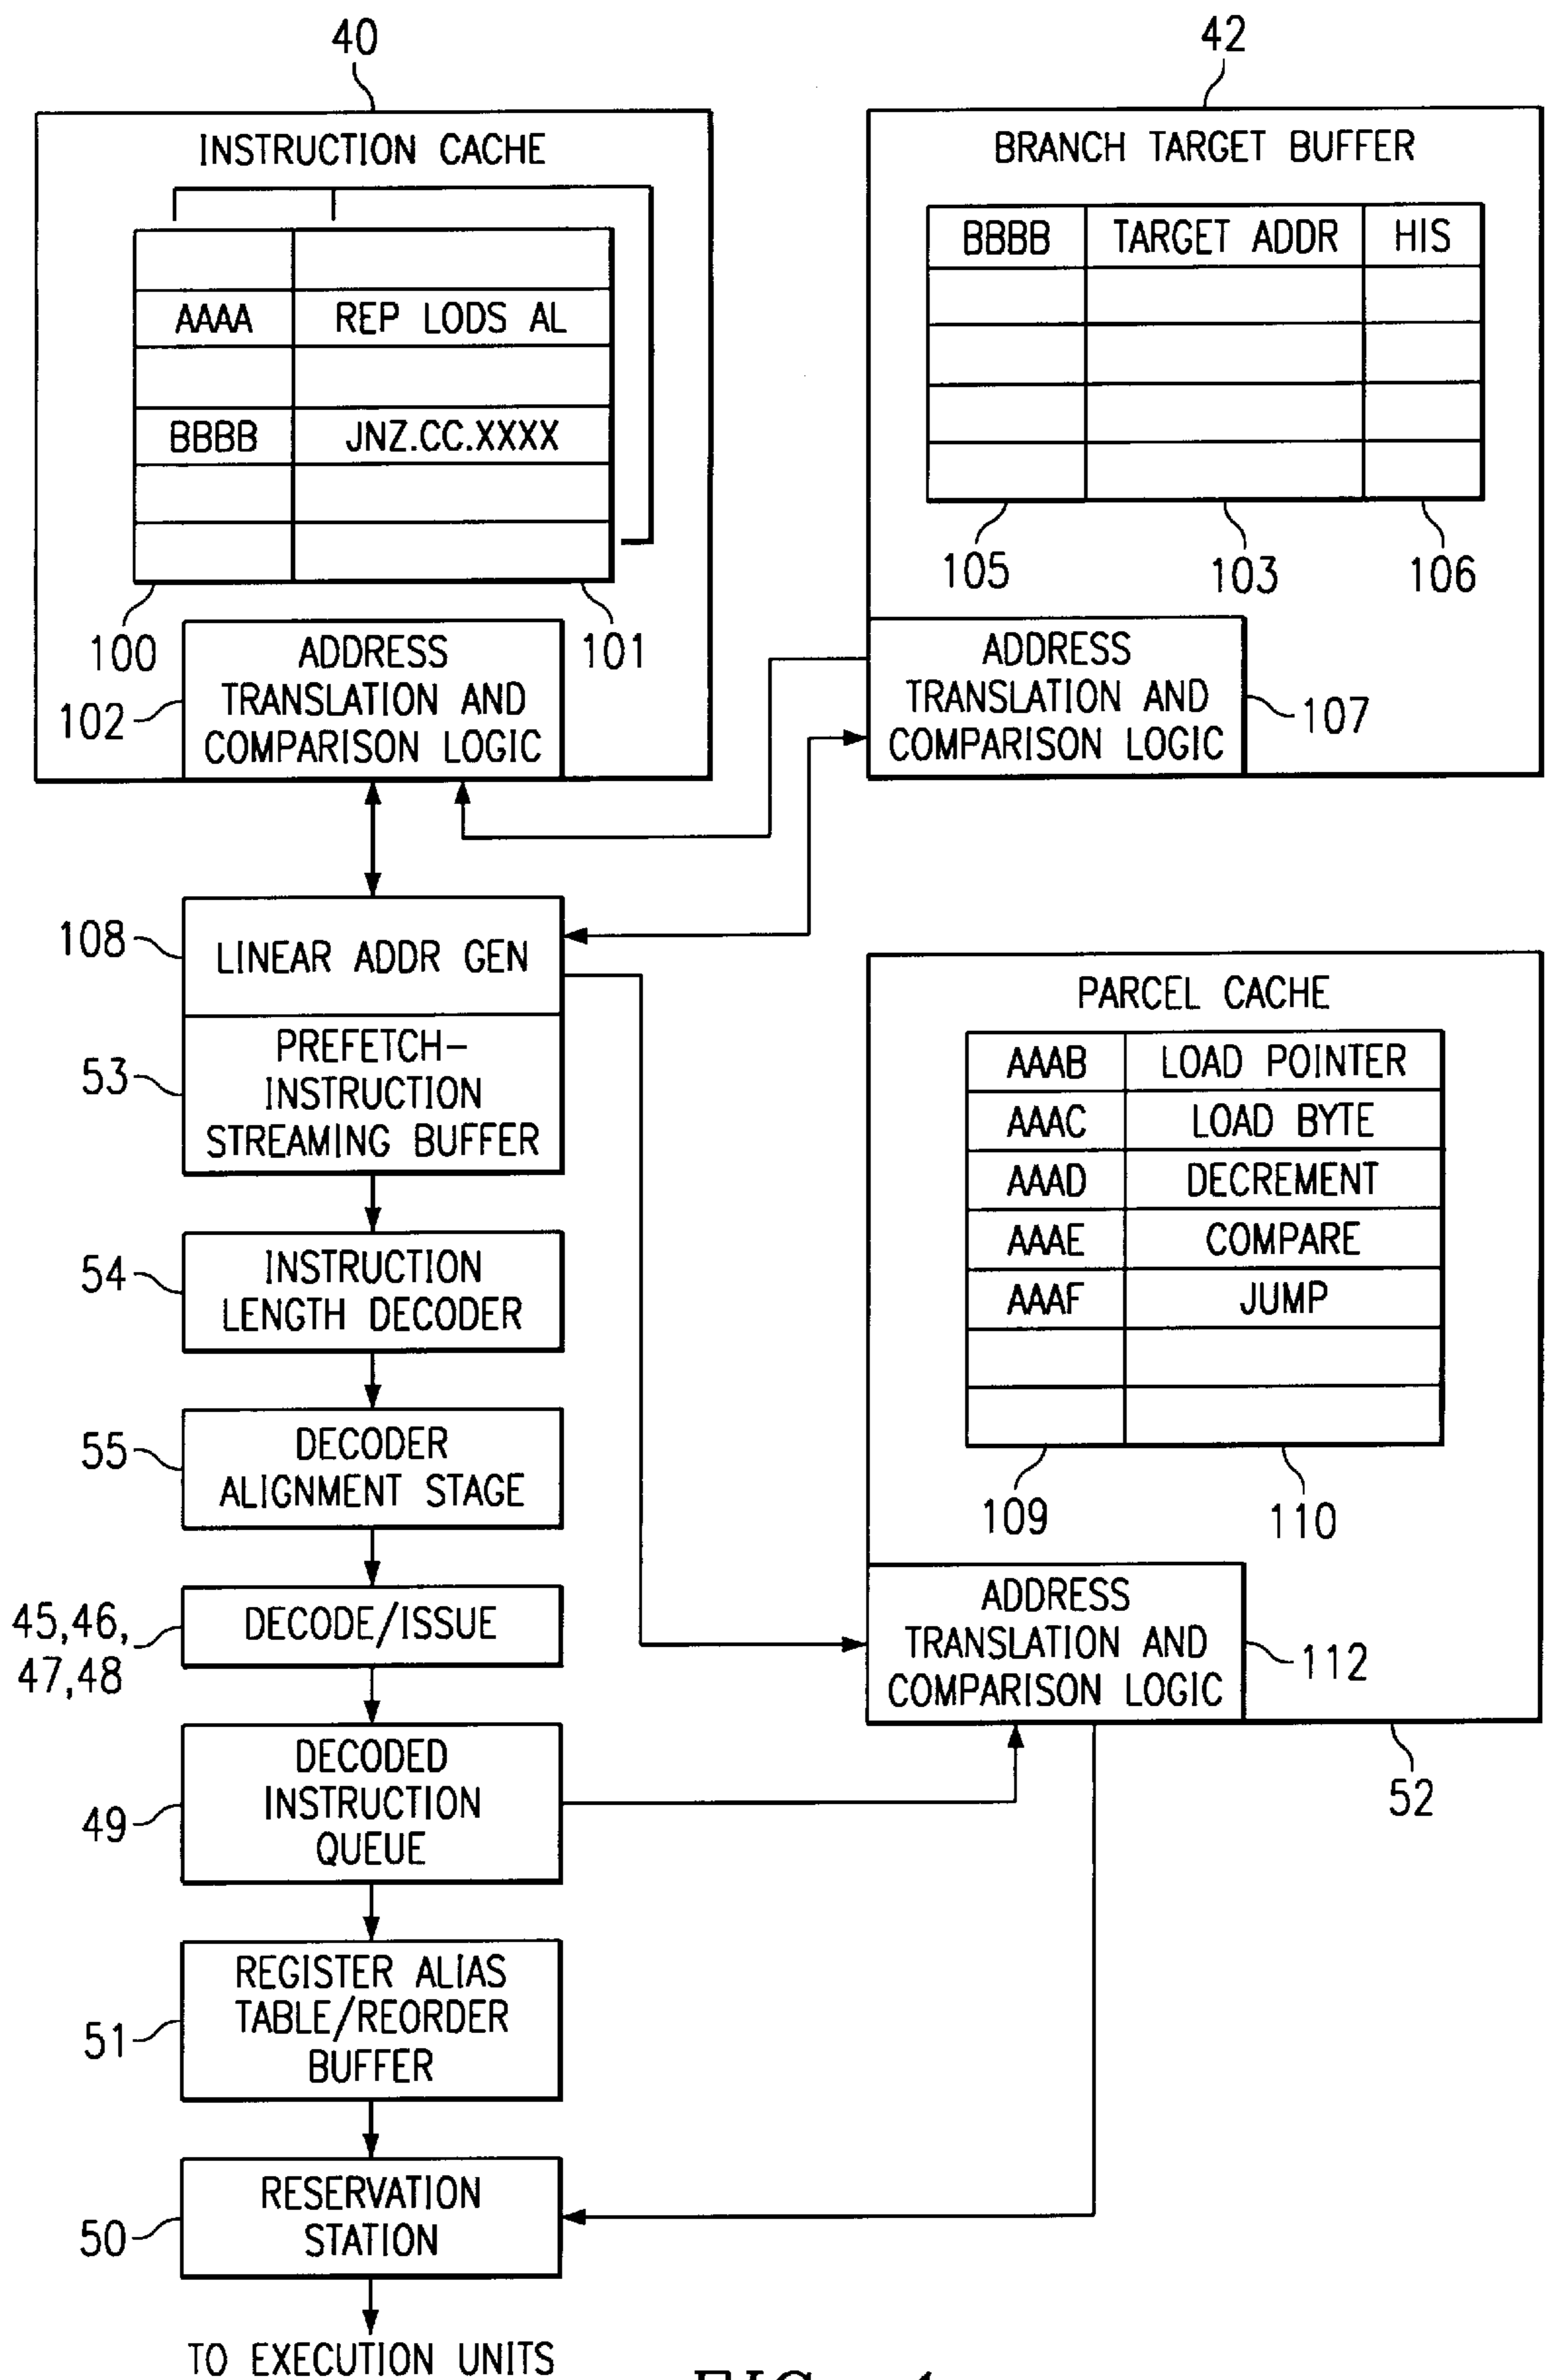 40
INSTRUCTION CACHE
AAAA REP LODS AL
BBBB JNZ.CC.XXXX
100
101
102
ADDRESS
TRANSLATION AND
COMPARISON LOGIC
42
BRANCH TARGET BUFFER
BBBB TARGET ADDR HIS
105
103
106
ADDRESS
TRANSLATION AND
COMPARISON LOGIC
107
108
LINEAR ADDR GEN
53
PREFETCH-
INSTRUCTION
STREAMING BUFFER
54
INSTRUCTION
LENGTH DECODER
55
DECODER
ALIGNMENT STAGE
45,46,
47,48
DECODE/ISSUE
49
DECODED
INSTRUCTION
QUEUE
51
REGISTER ALIAS
TABLE/REORDER
BUFFER
50
RESERVATION
STATION
TO EXECUTION UNITS
PARCEL CACHE
AAAB LOAD POINTER
AAAC LOAD BYTE
AAAD DECREMENT
AAAE COMPARE
AAAF JUMP
109
110
ADDRESS
TRANSLATION AND
COMPARISON LOGIC
112
52